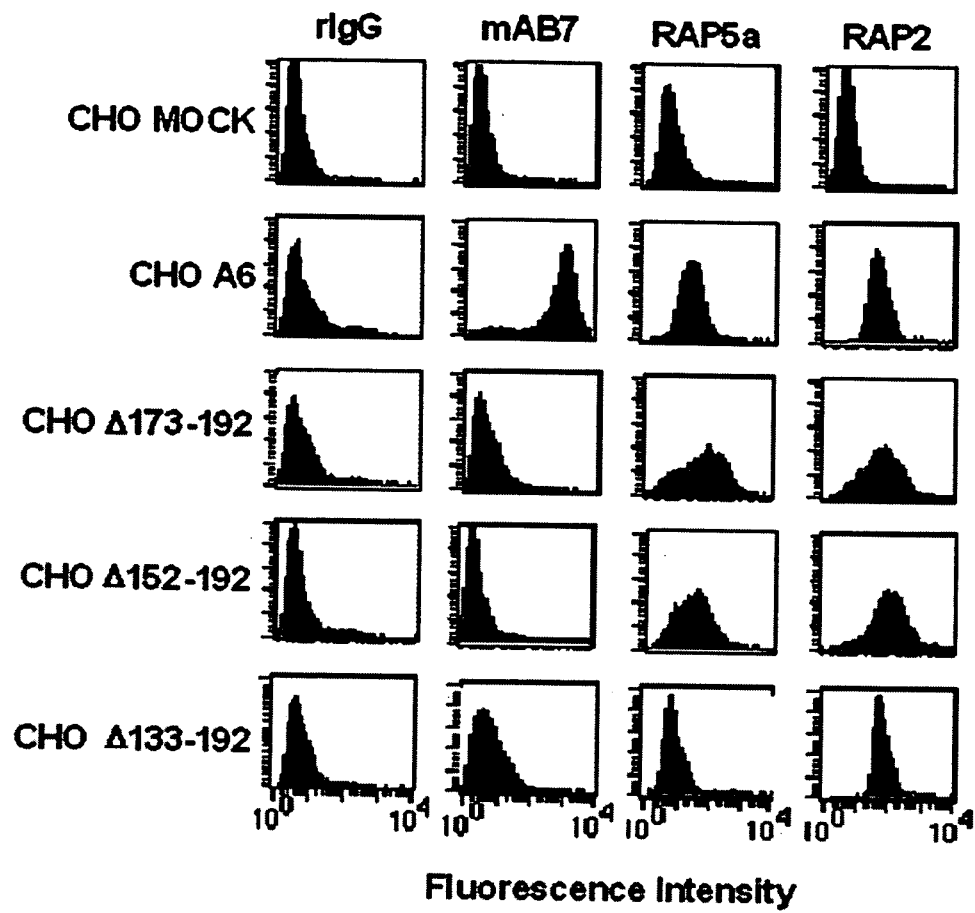 rIgG mAB7 RAP5a RAP2
CHO MOCK
CHO A6
CHO Δ173-192
CHO Δ152-192
CHO Δ133-192
10⁰ 10⁴ 10⁰ 10⁴ 10⁰ 10⁴ 10⁰ 10⁴
Fluorescence Intensity